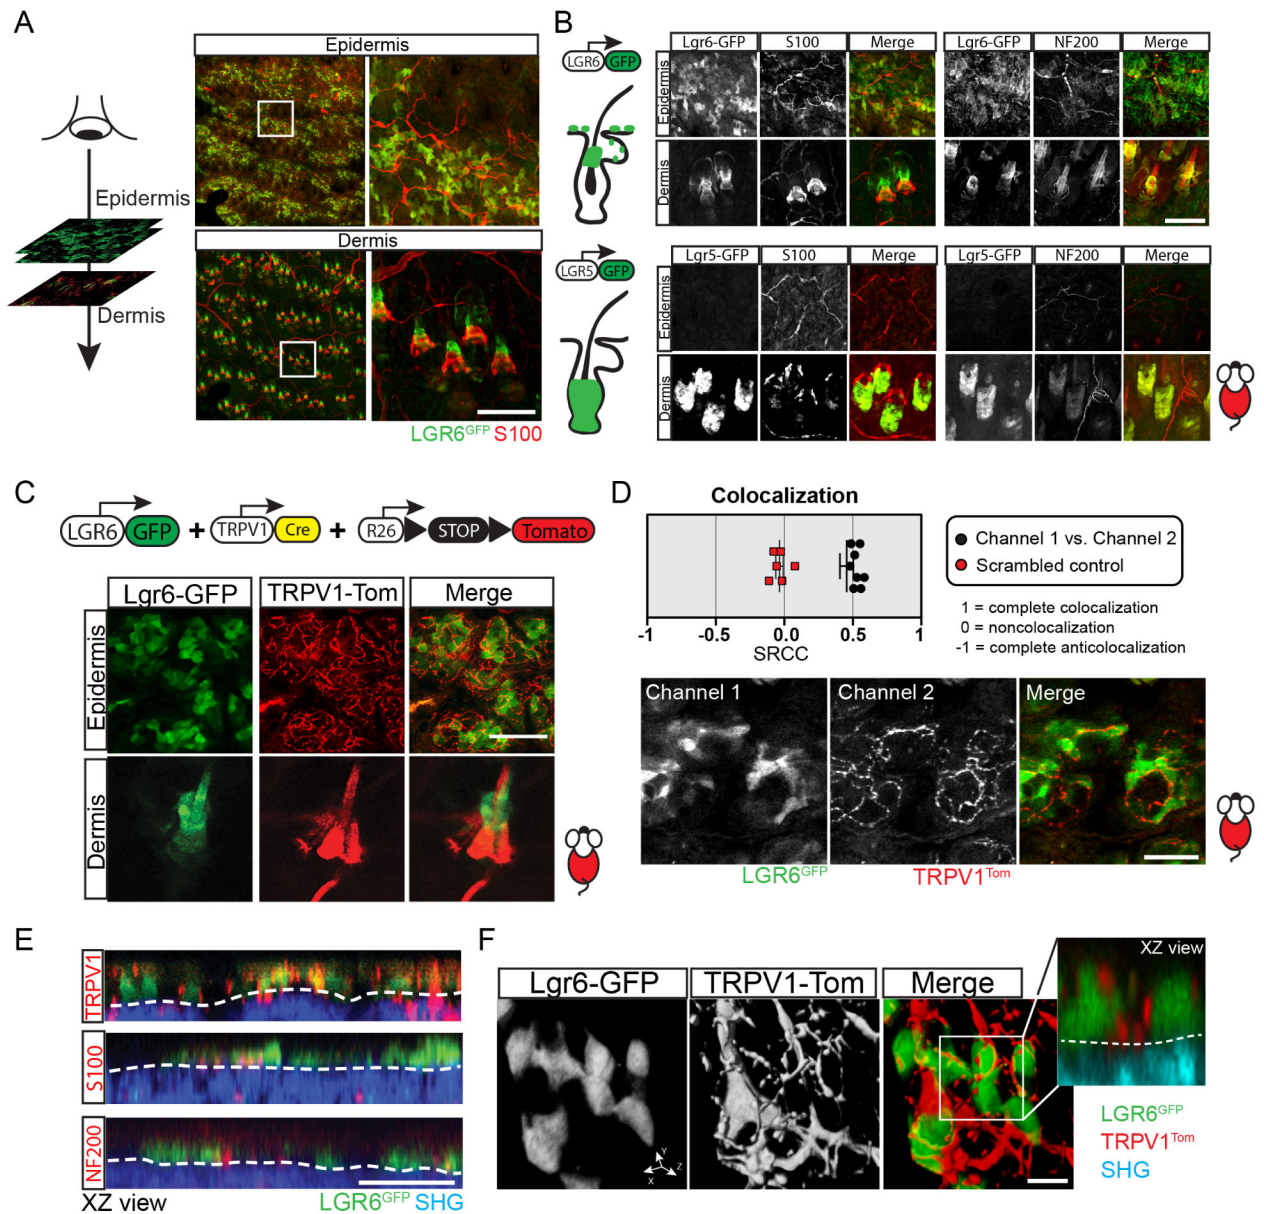 A
Epidermis
Epidermis
Dermis
Dermis
LGR6GFP S100
B
LGR6 GFP
Lgr6-GFP S100 Merge Lgr6-GFP NF200 Merge
Epidermis
Dermis
LGR5 GFP
Lgr5-GFP S100 Merge Lgr5-GFP NF200 Merge
Epidermis
Dermis
C
LGR6 GFP + TRPV1 Cre + R26 STOP Tomato
Lgr6-GFP TRPV1-Tom Merge
Epidermis
Dermis
D
Colocalization
-1 -0.5 0.0 0.5 1
SRCC
Channel 1 vs. Channel 2
Scrambled control
1 = complete colocalization
0 = noncolocalization
-1 = complete anticolocalization
Channel 1 Channel 2 Merge
LGR6GFP TRPV1Tom
E
TRPV1
S100
NF200
XZ view LGR6GFP SHG
F
Lgr6-GFP TRPV1-Tom Merge
XZ view
Y
X Z
LGR6GFP
TRPV1Tom
SHG